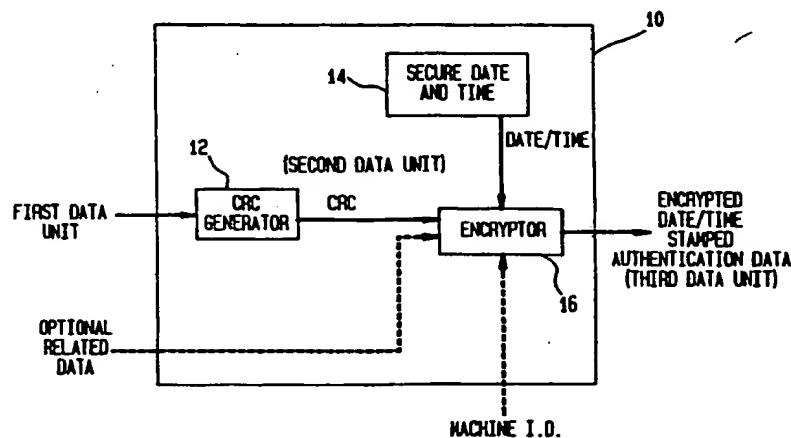 10
14
SECURE DATE
AND TIME
DATE/TIME
12
(SECOND DATA UNIT)
CRC
GENERATOR
CRC
FIRST DATA
UNIT
ENCRYPTOR
ENCRYPTED
DATE/TIME
STAMPED
AUTHENTICATION DATA
(THIRD DATA UNIT)
16
OPTIONAL
RELATED
DATA
MACHINE I.D.